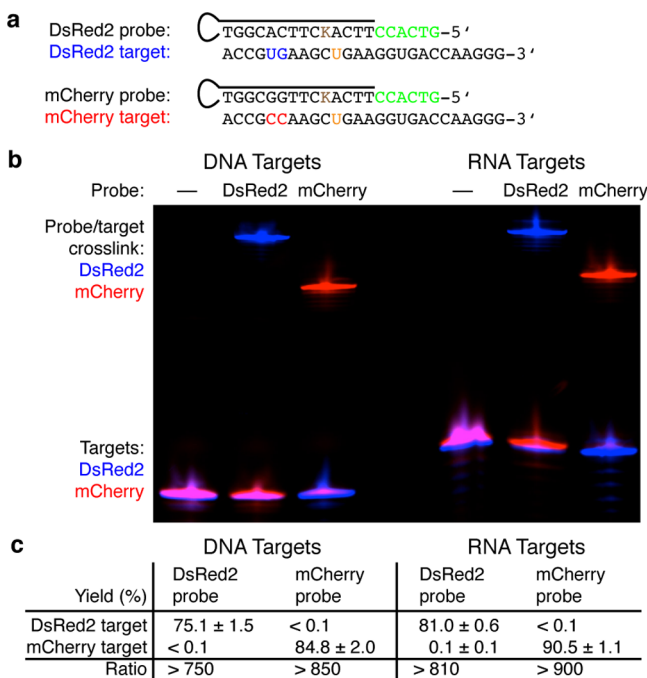 a
DsRed2 probe: TGGCACTTCKACTTCCACTG-5‘
DsRed2 target: ACCGUGAAGCUGAAGGUGACCAAGGG-3‘
mCherry probe: TGGCGGTTCKACTTCCACTG-5‘
mCherry target: ACCGCCAAGCUGAAGGUGACCAAGGG-3‘
b
DNA Targets RNA Targets
Probe: — DsRed2 mCherry — DsRed2 mCherry
Probe/target
crosslink:
DsRed2
mCherry
Targets:
DsRed2
mCherry
c
DNA Targets RNA Targets
Yield (%) DsRed2 probe mCherry probe DsRed2 probe mCherry probe
DsRed2 target 75.1 ± 1.5 < 0.1 81.0 ± 0.6 < 0.1
mCherry target < 0.1 84.8 ± 2.0 0.1 ± 0.1 90.5 ± 1.1
Ratio > 750 > 850 > 810 > 900